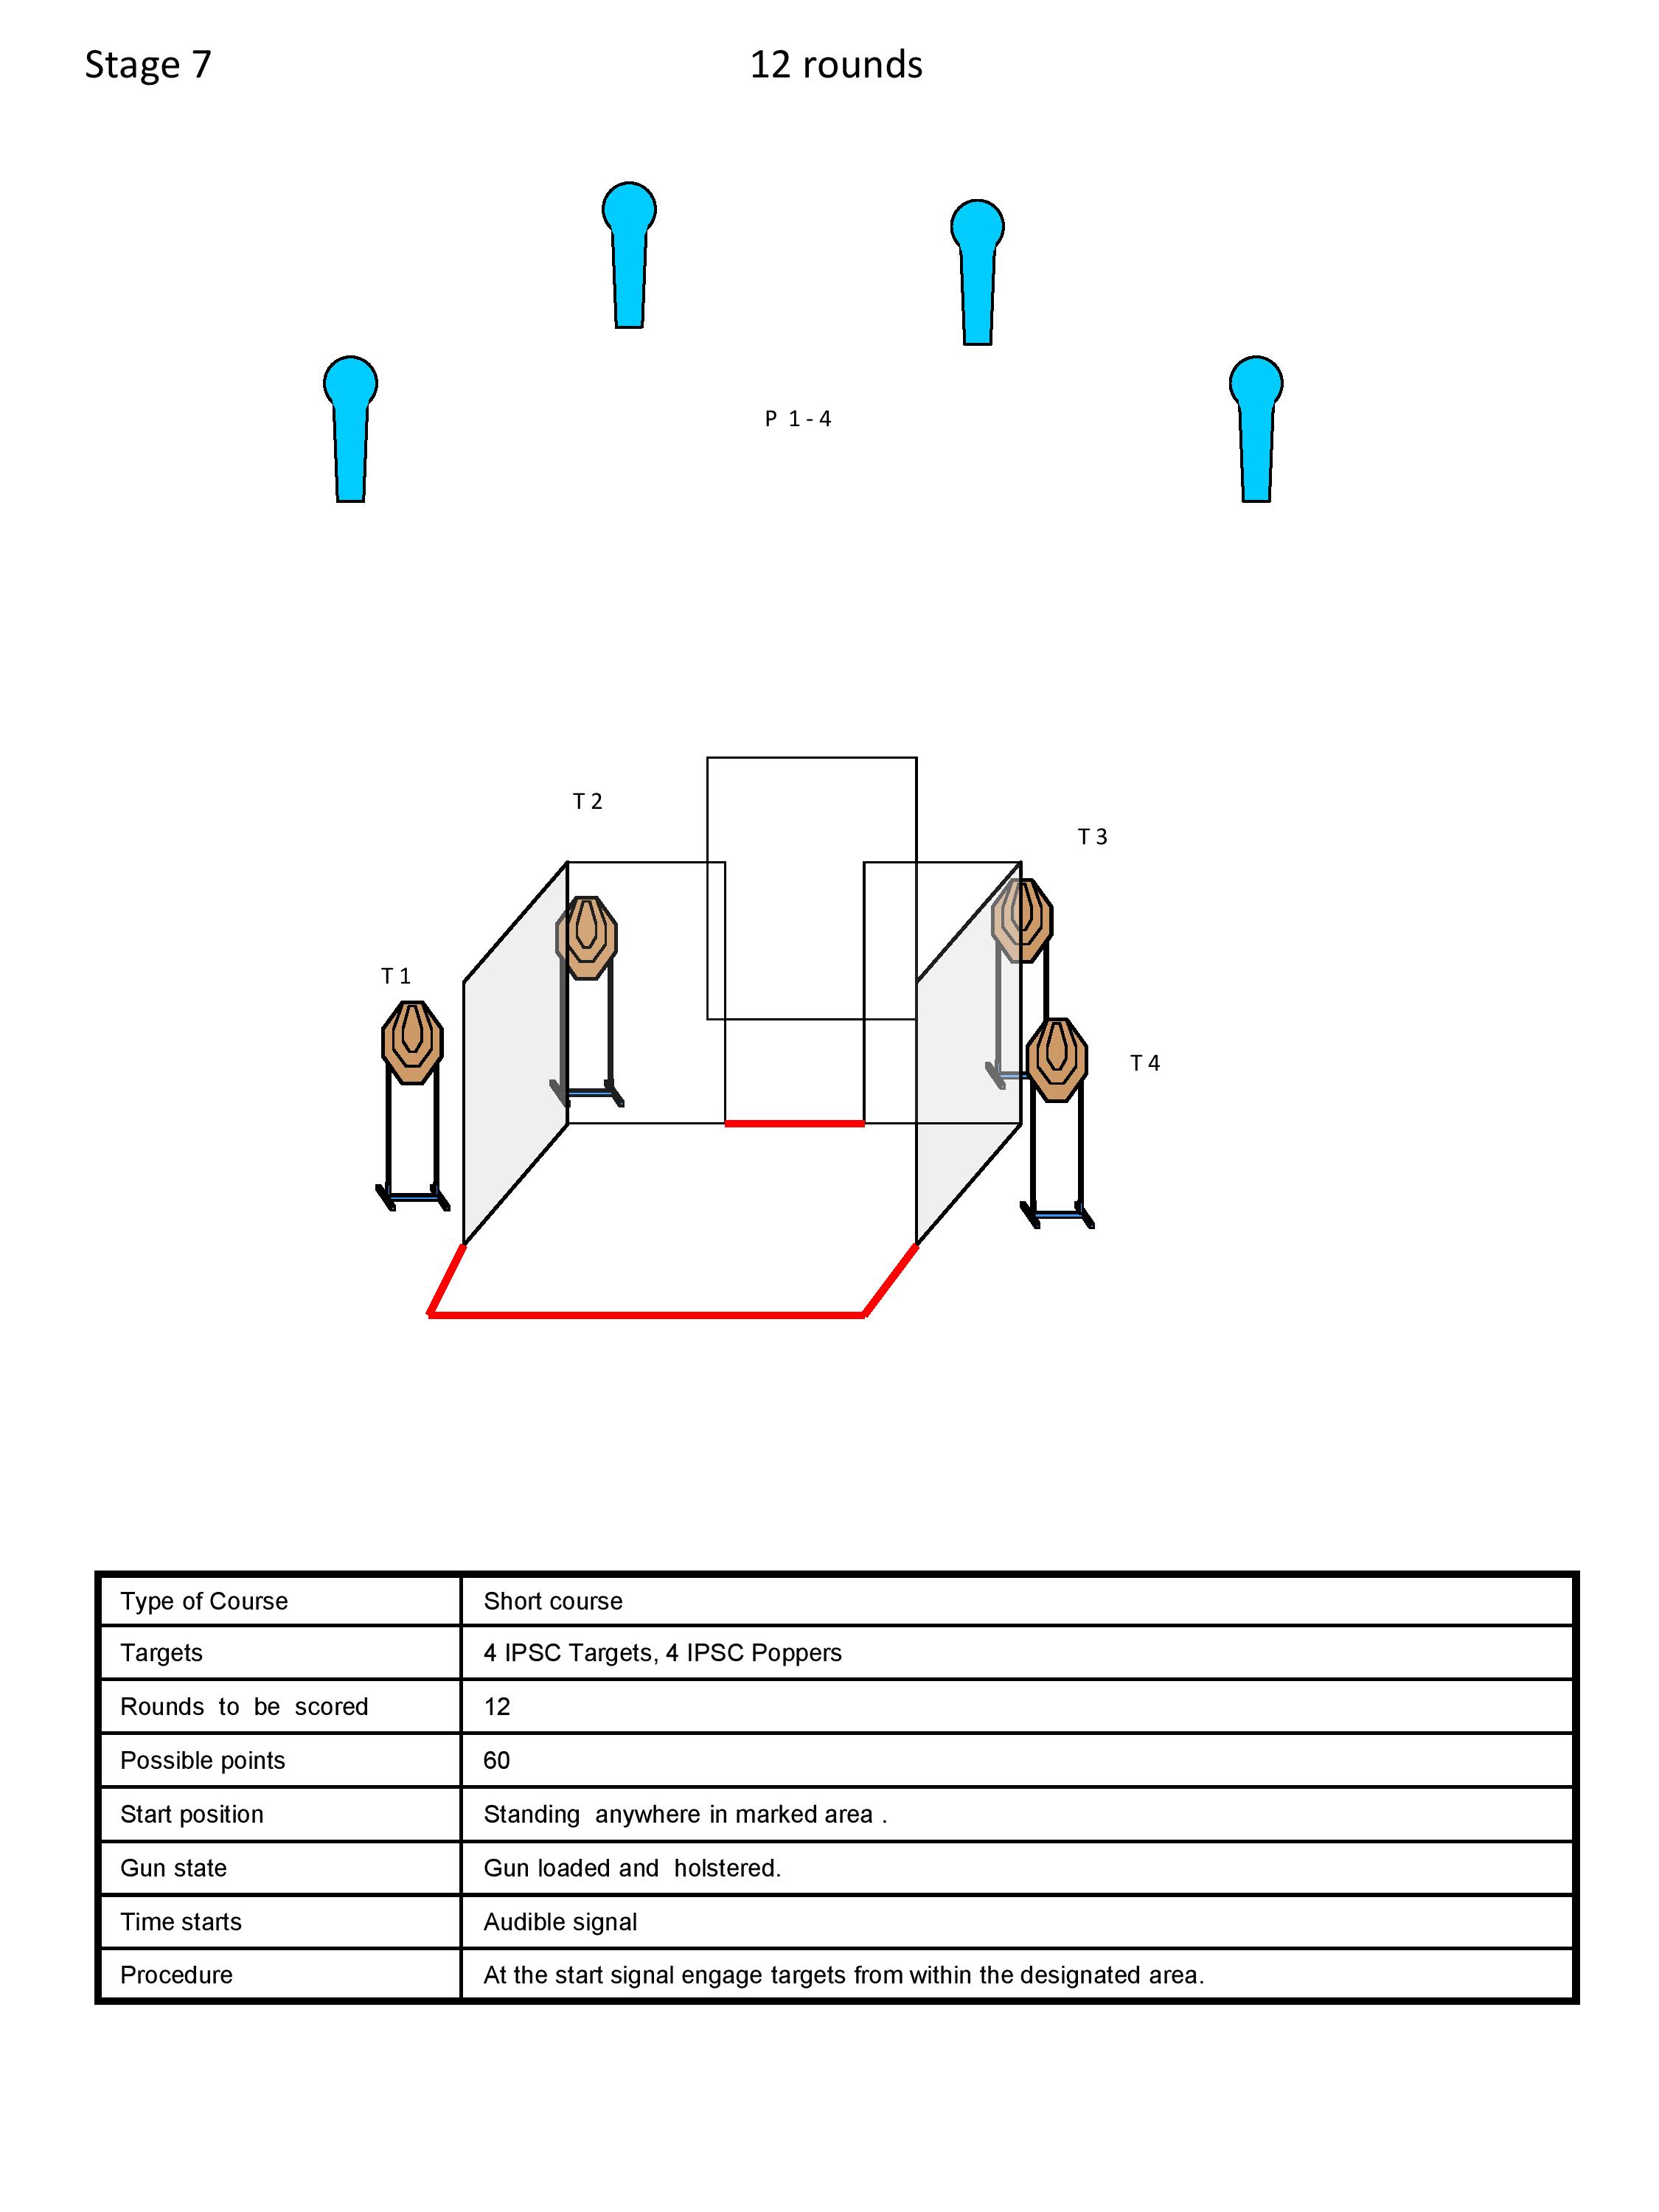 Stage 7 12 rounds
P 1 - 4
T 2
T 3
T 1
T 4
Type of Course Short course
Targets 4 IPSC Targets, 4 IPSC Poppers
Rounds to be scored 12
Possible points 60
Start position Standing anywhere in marked area .
Gun state Gun loaded and holstered.
Time starts Audible signal
Procedure At the start signal engage targets from within the designated area.